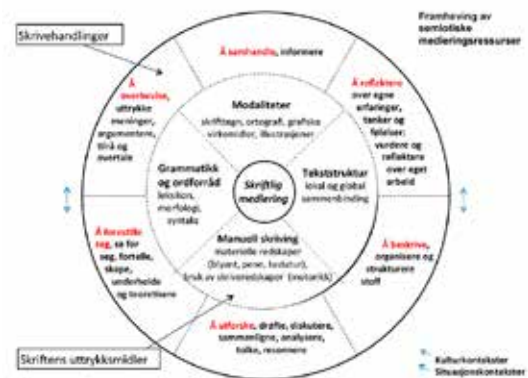 Skrivehandlinger
Framheving av
semiotiske
medieringsressurser
Å samhandle, informere
Å
overbevise,
uttrykke
meninger,
argumentere,
tilrå og
overtale
Modaliteter
skrifttegn, ortografi, grafiske
virkemidler, illustrasjoner
Å reflektere
over egne
erfaringer,
tanker og
følelser:
vurdere og
reflektere
over eget
arbeid
Grammatikk
og ordforråd
leksikon,
morfologi,
syntaks
Skriftlig
mediering
Tekststruktur
lokal og global
sammenbinding
Manuell skriving
materielle redskaper
(blyant, penn, tastatur),
bruk av skriveredskaper (motorikk)
Å forestille
seg, se for
seg, fortelle,
skape,
underholde
og teoretisere
Å beskrive,
organisere og
strukturere
stoff
Å utforske, drøfte, diskutere,
sammenligne, analysere,
tolke, resonnere
Skriftens uttrykksmidler
Kulturkontekster
Situasjonskontekster